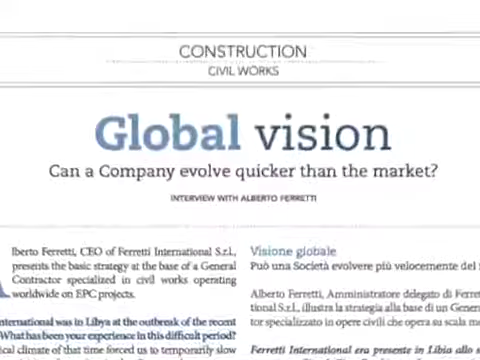 CONSTRUCTION
CIVIL WORKS
Global vision
Can a Company evolve quicker than the market?
INTERVIEW WITH ALBERTO FERRETTI
lberto Ferretti, CEO of Ferretti International S.r.l.,
presents the basic strategy at the base of a General
Contractor specialized in civil works operating
worldwide on EPC projects.
nternational was in Libya at the outbreak of the recent
What has been your experience in this difficult period?
ical climate of that time forced us to temporarily slow
Visione globale
Può una Società evolvere più velocemente del
Alberto Ferretti, Amministratore delegato di Ferret
tional S.r.l., illustra la strategia alla base di un Gener
tor specializzato in opere civili che opera su scala mo
Ferretti International era presente in Libia allo s